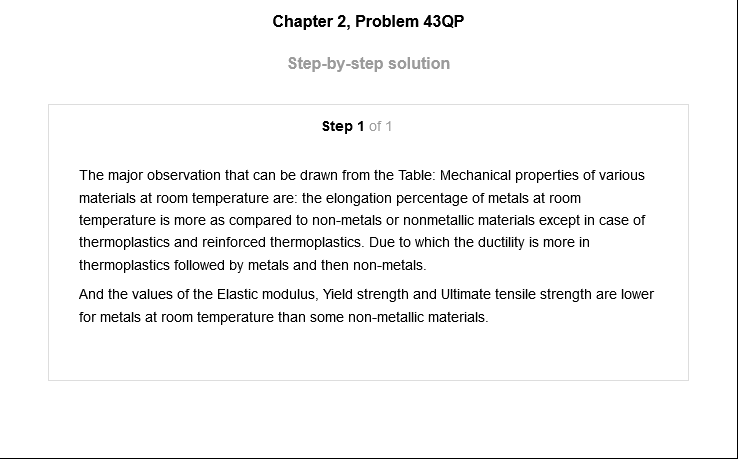 Chapter 2, Problem 43QP
Step-by-step solution
Step 1 of 1
The major observation that can be drawn from the Table: Mechanical properties of various
materials at room temperature are: the elongation percentage of metals at room
temperature is more as compared to non-metals or nonmetallic materials except in case of
thermoplastics and reinforced thermoplastics. Due to which the ductility is more in
thermoplastics followed by metals and then non-metals.
And the values of the Elastic modulus, Yield strength and Ultimate tensile strength are lower
for metals at room temperature than some non-metallic materials.